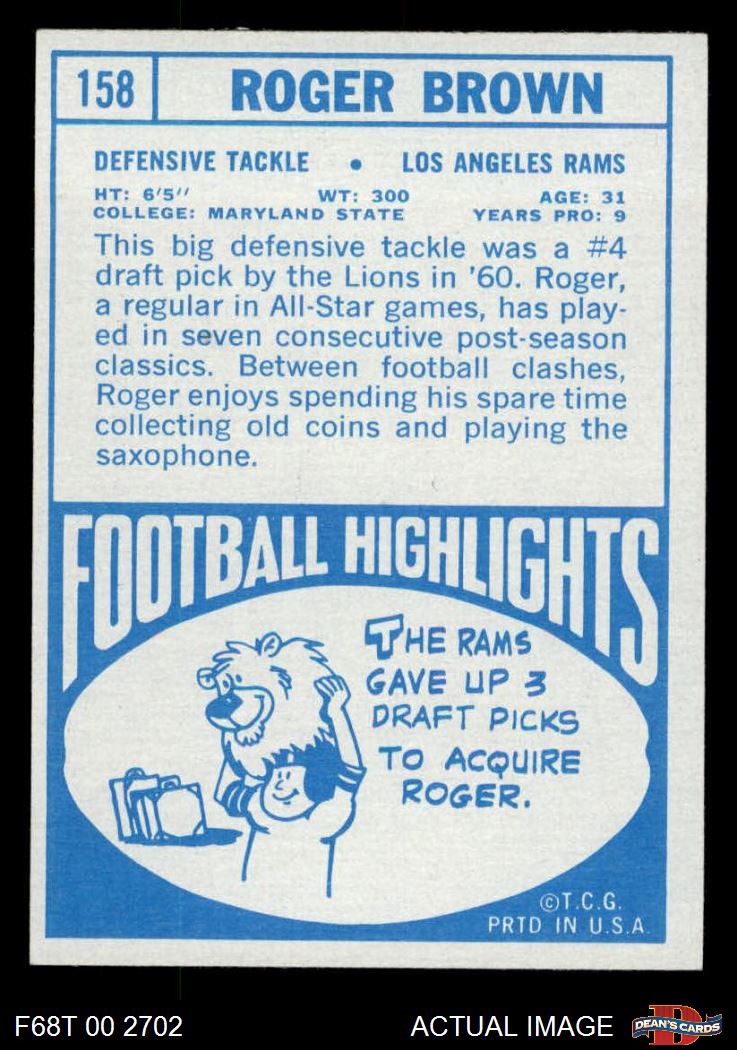 158 ROGER BROWN
DEFENSIVE TACKLE • LOS ANGELES RAMS
HT: 6'5" WT: 300 AGE: 31
COLLEGE: MARYLAND STATE YEARS PRO: 9
This big defensive tackle was a #4
draft pick by the Lions in '60. Roger,
a regular in All-Star games, has play-
ed in seven consecutive post-season
classics. Between football clashes,
Roger enjoys spending his spare time
collecting old coins and playing the
saxophone.
FOOTBALL HIGHLIGHTS
THE RAMS
GAVE UP 3
DRAFT PICKS
TO ACQUIRE
ROGER.
©T.C.G.
PRTD IN U.S.A.
F68T 00 2702 ACTUAL IMAGE DEAN'S CARDS